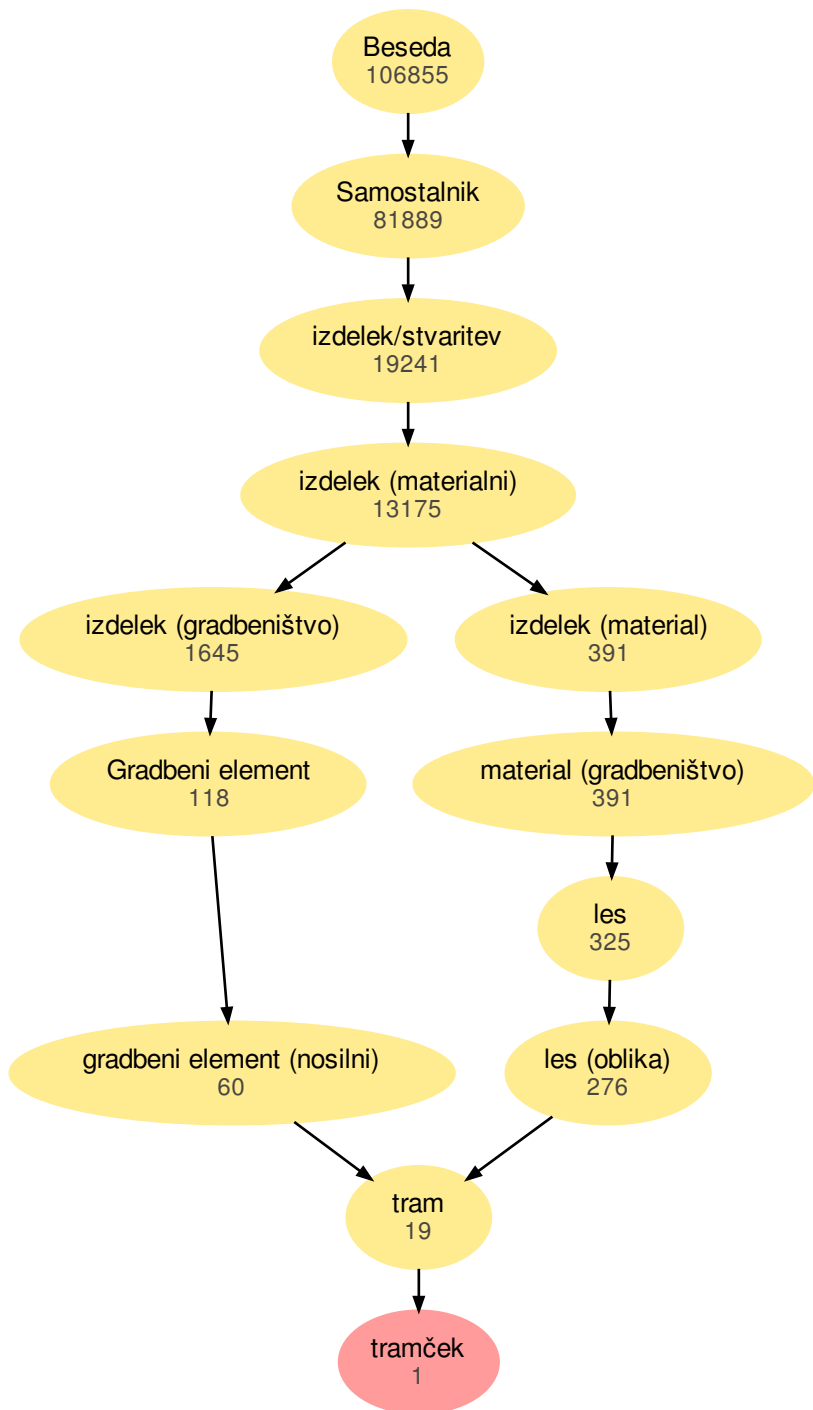 Beseda
106855
Samostalnik
81889
izdelek/stvaritev
19241
izdelek (materialni)
13175
izdelek (gradbeništvo)
1645
izdelek (material)
391
Gradbeni element
118
material (gradbeništvo)
391
les
325
gradbeni element (nosilni)
60
les (oblika)
276
tram
19
tramček
1